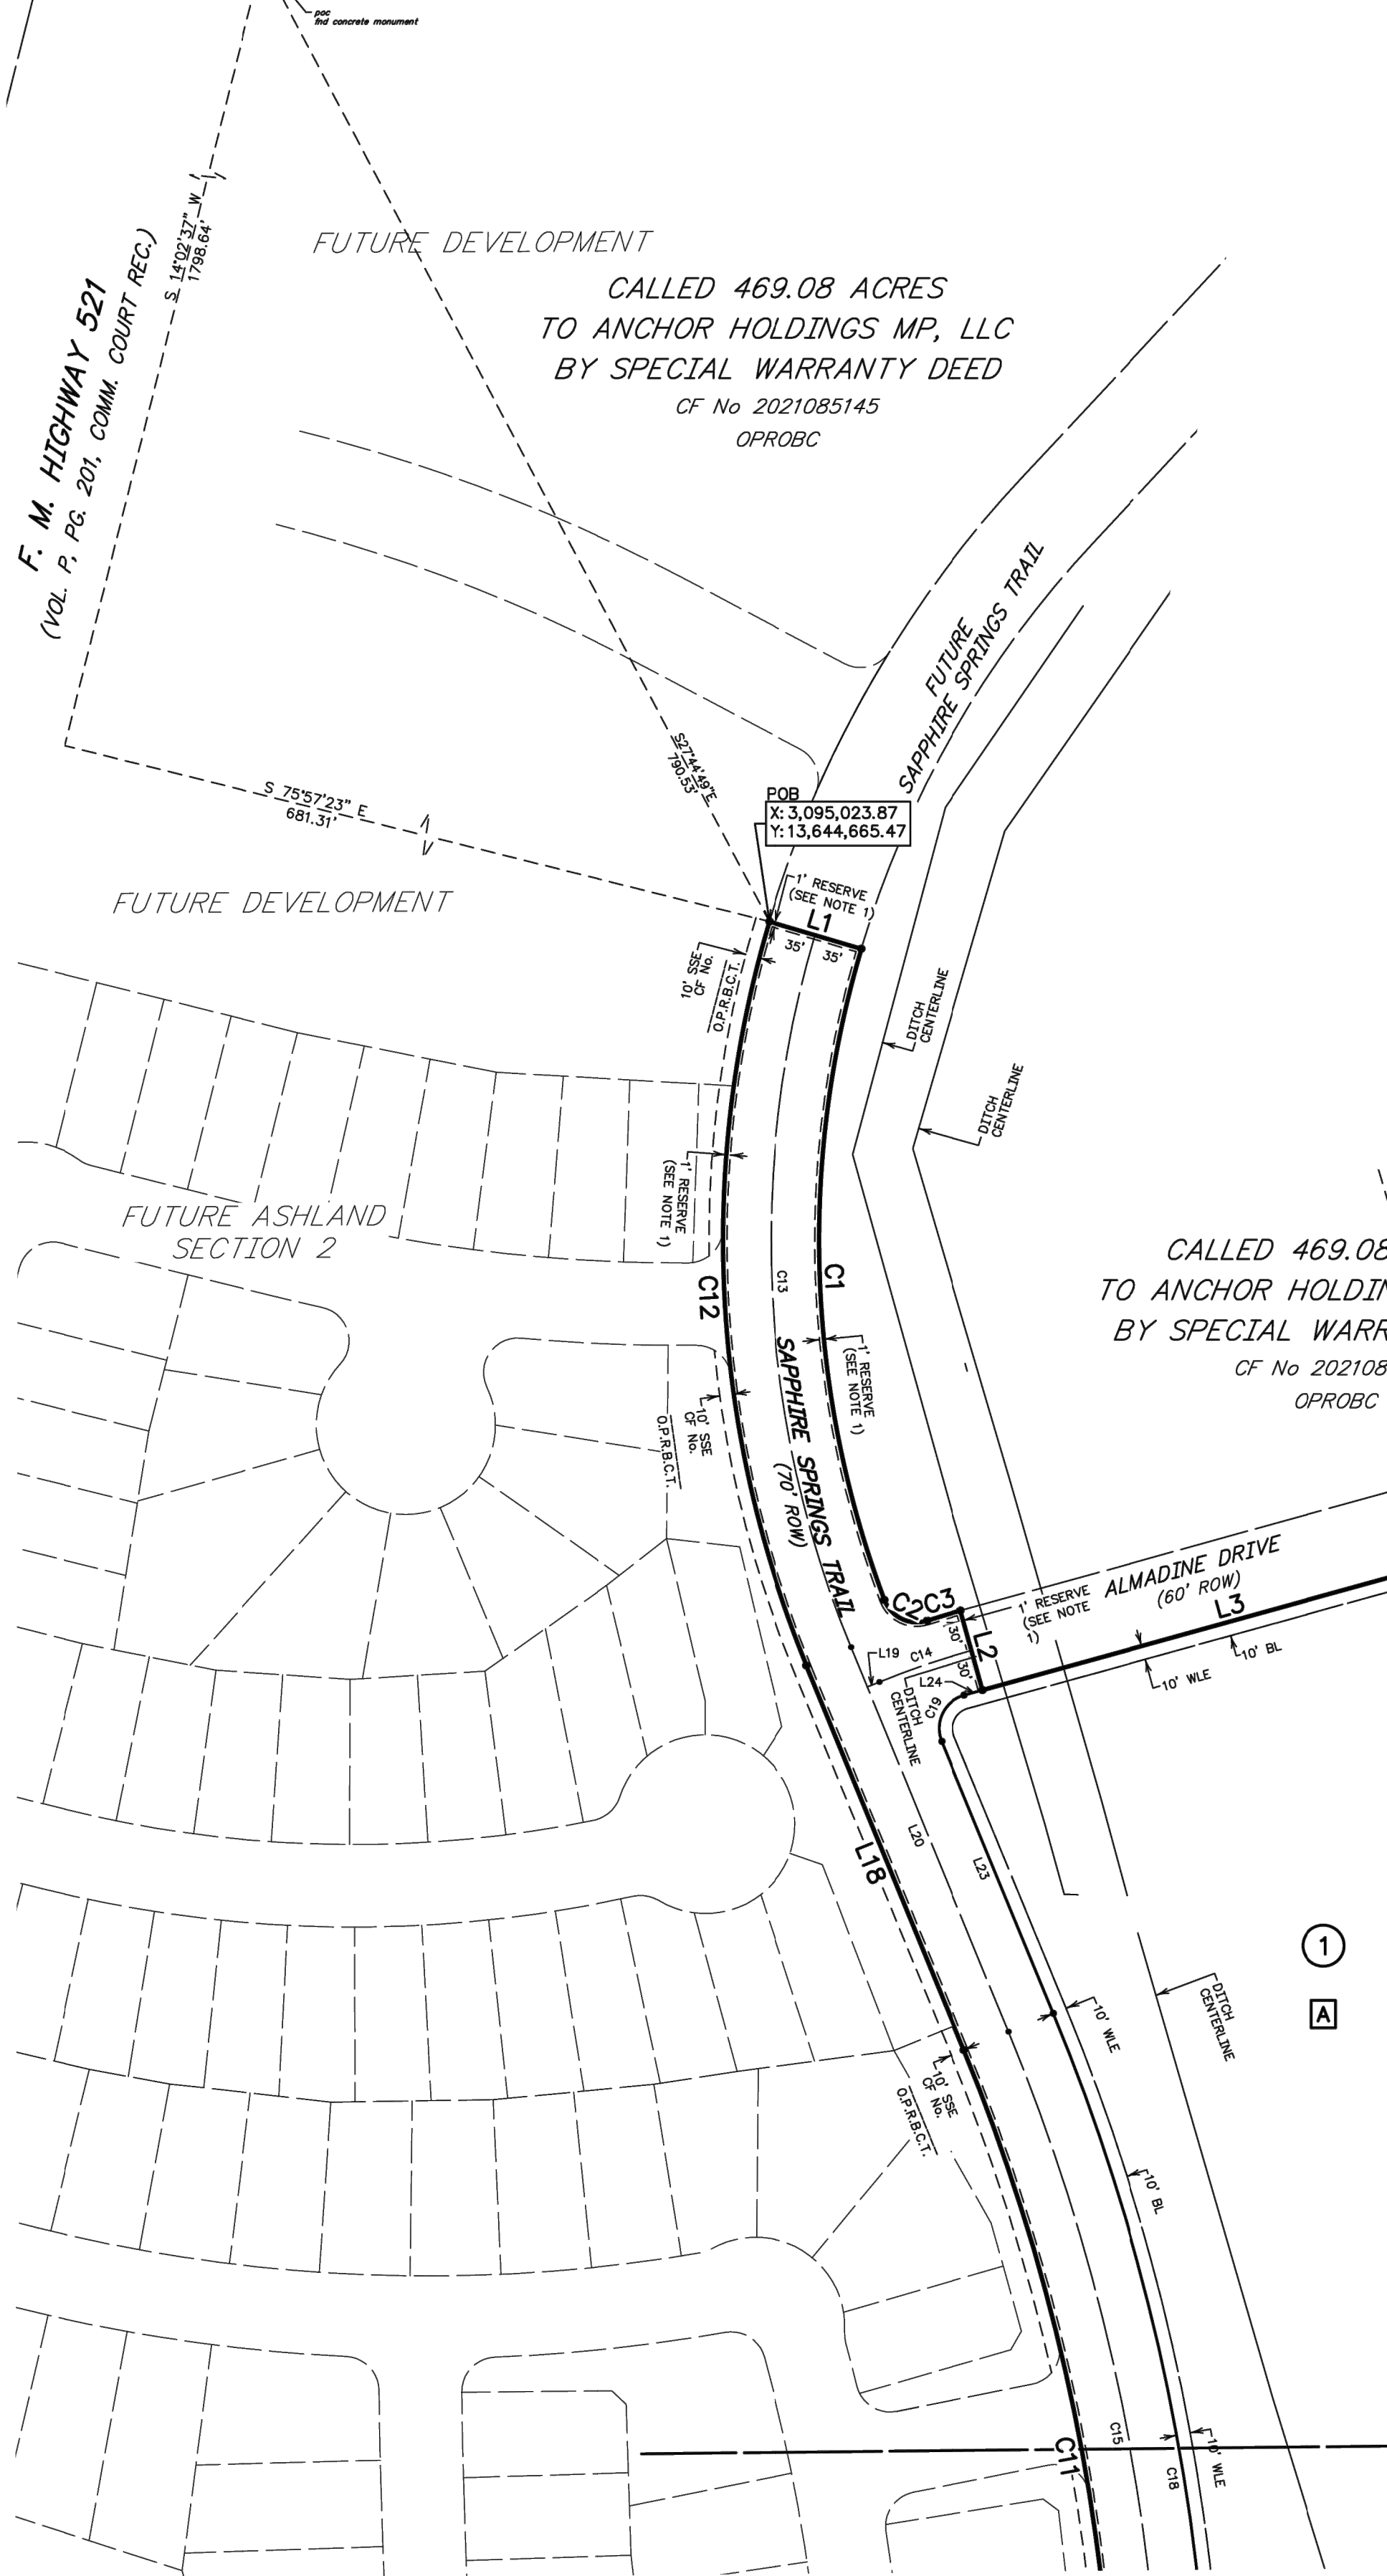 poc
fnd concrete monument
S 14°02'37" W
1798.64'
F. M. HIGHWAY 521
(VOL. P, PG. 201, COMM. COURT REC.)
FUTURE DEVELOPMENT
CALLED 469.08 ACRES
TO ANCHOR HOLDINGS MP, LLC
BY SPECIAL WARRANTY DEED
CF No 2021085145
OPROBC
FUTURE
SAPPHIRE SPRINGS TRAIL
S27°44'49"E
790.53'
S 75°57'23" E
681.31'
POB
X: 3,095,023.87
Y: 13,644,665.47
FUTURE DEVELOPMENT
1' RESERVE
(SEE NOTE 1)
L1
35'
35'
10' SSE
CF No.
O.P.R.B.C.T.
DITCH
CENTERLINE
DITCH
CENTERLINE
1' RESERVE
(SEE NOTE 1)
FUTURE ASHLAND
SECTION 2
C12
C13
C1
CALLED 469.08
TO ANCHOR HOLDIN
BY SPECIAL WARR
CF No 202108
OPROBC
1' RESERVE
(SEE NOTE 1)
SAPPHIRE SPRINGS TRAIL
(70' ROW)
10' SSE
CF No.
O.P.R.B.C.T.
C2
C3
1' RESERVE
(SEE NOTE
1)
ALMADINE DRIVE
(60' ROW)
L3
30'
30'
L2
L19
C14
L24
C19
DITCH
CENTERLINE
10' WLE
10' BL
L18
L20
L23
1
A
10' WLE
DITCH
CENTERLINE
10' SSE
CF No.
O.P.R.B.C.T.
10' BL
C11
C15
C18
10' WLE